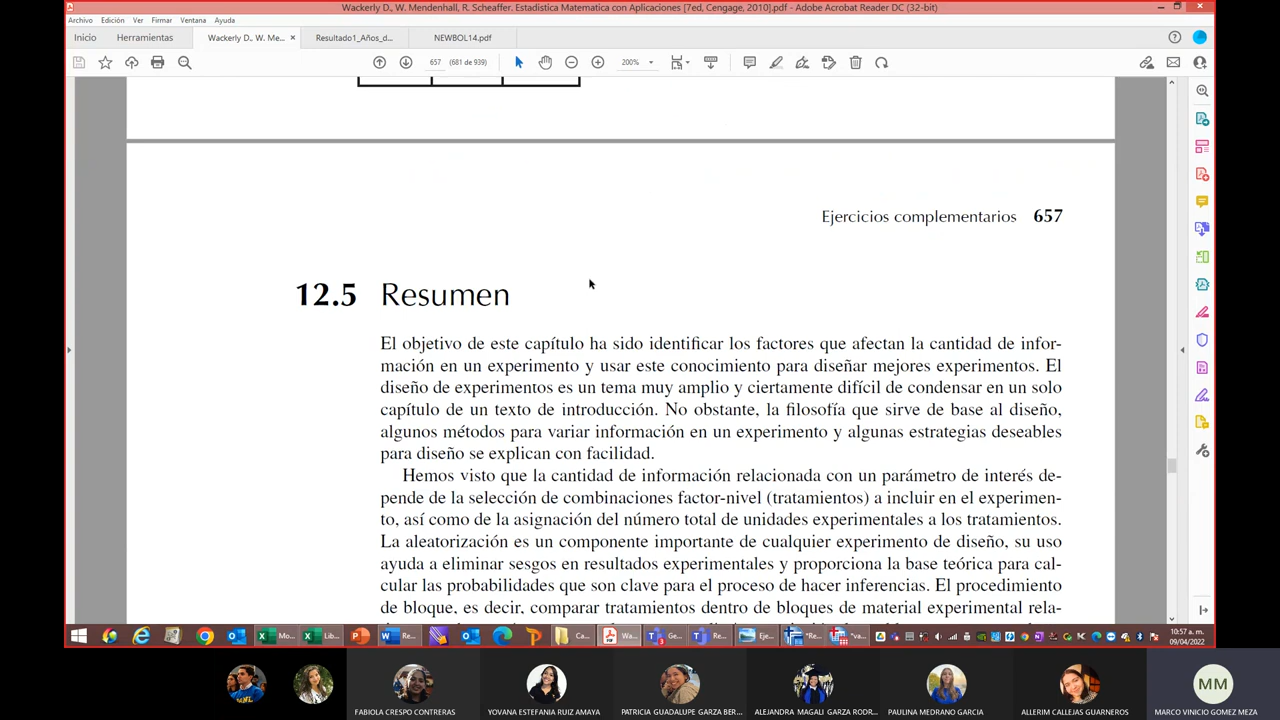 Wackerly D., W. Mendenhall, R. Scheaffer. Estadistica Matematica con Aplicaciones [7ed, Cengage, 2010].pdf - Adobe Acrobat Reader DC (32-bit)
Archivo Edición Ver Firmar Ventana Ayuda
Inicio Herramientas Wackerly D., W. Me... × Resultado1_Años_d... NEWBOL14.pdf
657 (681 de 939) 200%
Ejercicios complementarios 657
12.5 Resumen
El objetivo de este capítulo ha sido identificar los factores que afectan la cantidad de infor-
mación en un experimento y usar este conocimiento para diseñar mejores experimentos. El
diseño de experimentos es un tema muy amplio y ciertamente difícil de condensar en un solo
capítulo de un texto de introducción. No obstante, la filosofía que sirve de base al diseño,
algunos métodos para variar información en un experimento y algunas estrategias deseables
para diseño se explican con facilidad.
Hemos visto que la cantidad de información relacionada con un parámetro de interés de-
pende de la selección de combinaciones factor-nivel (tratamientos) a incluir en el experimen-
to, así como de la asignación del número total de unidades experimentales a los tratamientos.
La aleatorización es un componente importante de cualquier experimento de diseño, su uso
ayuda a eliminar sesgos en resultados experimentales y proporciona la base teórica para cal-
cular las probabilidades que son clave para el proceso de hacer inferencias. El procedimiento
de bloque, es decir, comparar tratamientos dentro de bloques de material experimental rela-
Mo... Lib... Re... Ca... Wa... Ge... Re... Eje... "Re... "va...
10:57 a. m.
09/04/2022
FABIOLA CRESPO CONTRERAS YOVANA ESTEFANIA RUIZ AMAYA PATRICIA GUADALUPE GARZA BER... ALEJANDRA MAGALI GARZA RODR... PAULINA MEDRANO GARCIA ALLERIM CALLEJAS GUARNEROS MM MARCO VINICIO GOMEZ MEZA